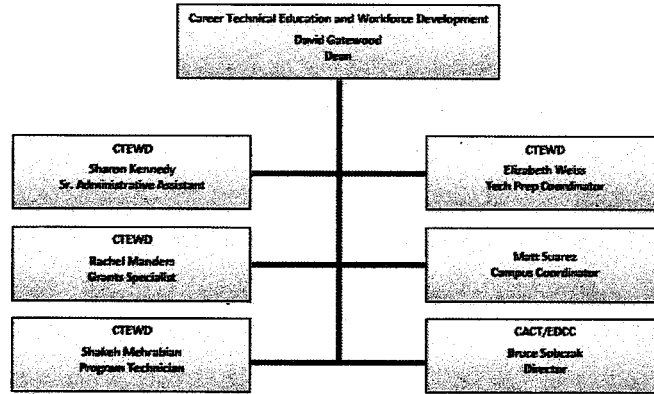 Career Technical Education and Workforce Development
David Gatewood
Dean
CTEWD
Sharon Kennedy
Sr. Administrative Assistant
CTEWD
Elizabeth Weiss
Tech Prep Coordinator
CTEWD
Rachel Manders
Grants Specialist
Matt Suarez
Campus Coordinator
CTEWD
Shakeh Mehrabian
Program Technician
CACT/EDCC
Bruce Sobczak
Director